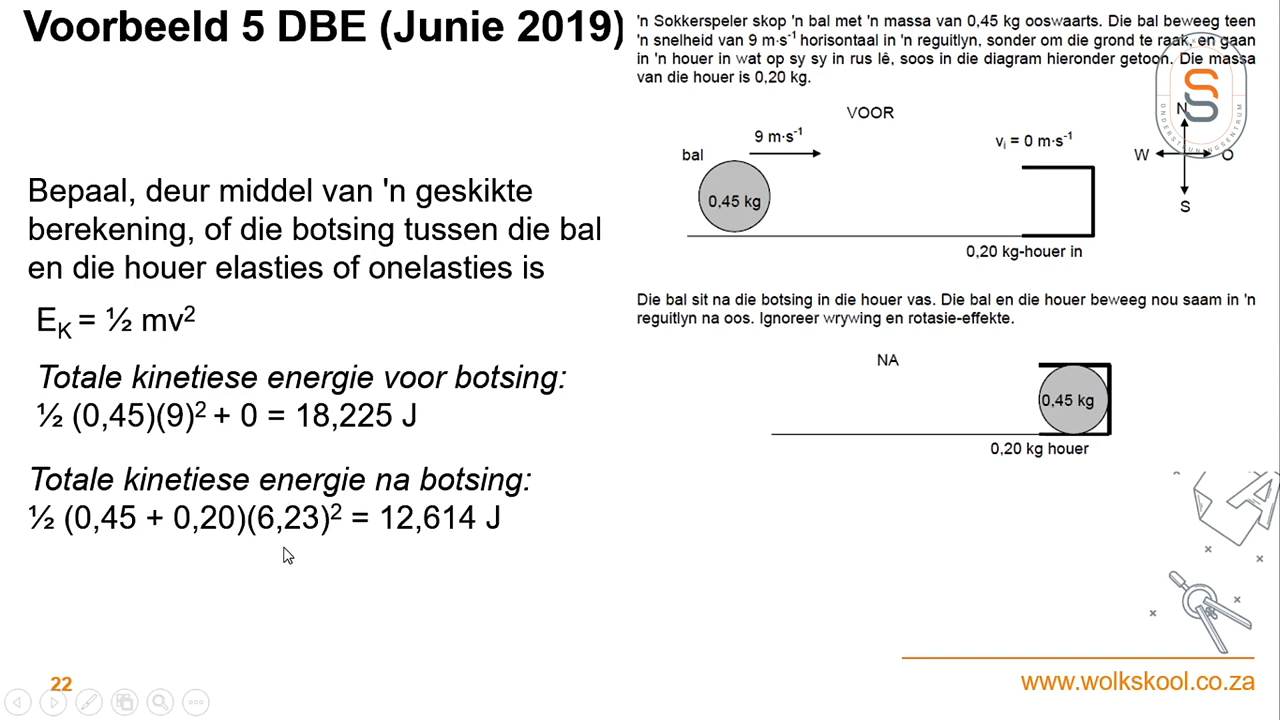 Voorbeeld 5 DBE (Junie 2019)
'n Sokkerspeler skop 'n bal met 'n massa van 0,45 kg ooswaarts. Die bal beweeg teen
'n snelheid van 9 m·s⁻¹ horisontaal in 'n reguitlyn, sonder om die grond te raak, en gaan
in 'n houer in wat op sy sy in rus lê, soos in die diagram hieronder getoon. Die massa
van die houer is 0,20 kg.
VOOR
9 m·s⁻¹
bal
0,45 kg
vᵢ = 0 m·s⁻¹
0,20 kg-houer in
N
W
O
S
ONDERSTEUNINGSENTRUM
Bepaal, deur middel van 'n geskikte
berekening, of die botsing tussen die bal
en die houer elasties of onelasties is
E_K = ½ mv²
Totale kinetiese energie voor botsing:
½ (0,45)(9)² + 0 = 18,225 J
Totale kinetiese energie na botsing:
½ (0,45 + 0,20)(6,23)² = 12,614 J
Die bal sit na die botsing in die houer vas. Die bal en die houer beweeg nou saam in 'n
reguitlyn na oos. Ignoreer wrywing en rotasie-effekte.
NA
0,45 kg
0,20 kg houer
22
www.wolkskool.co.za